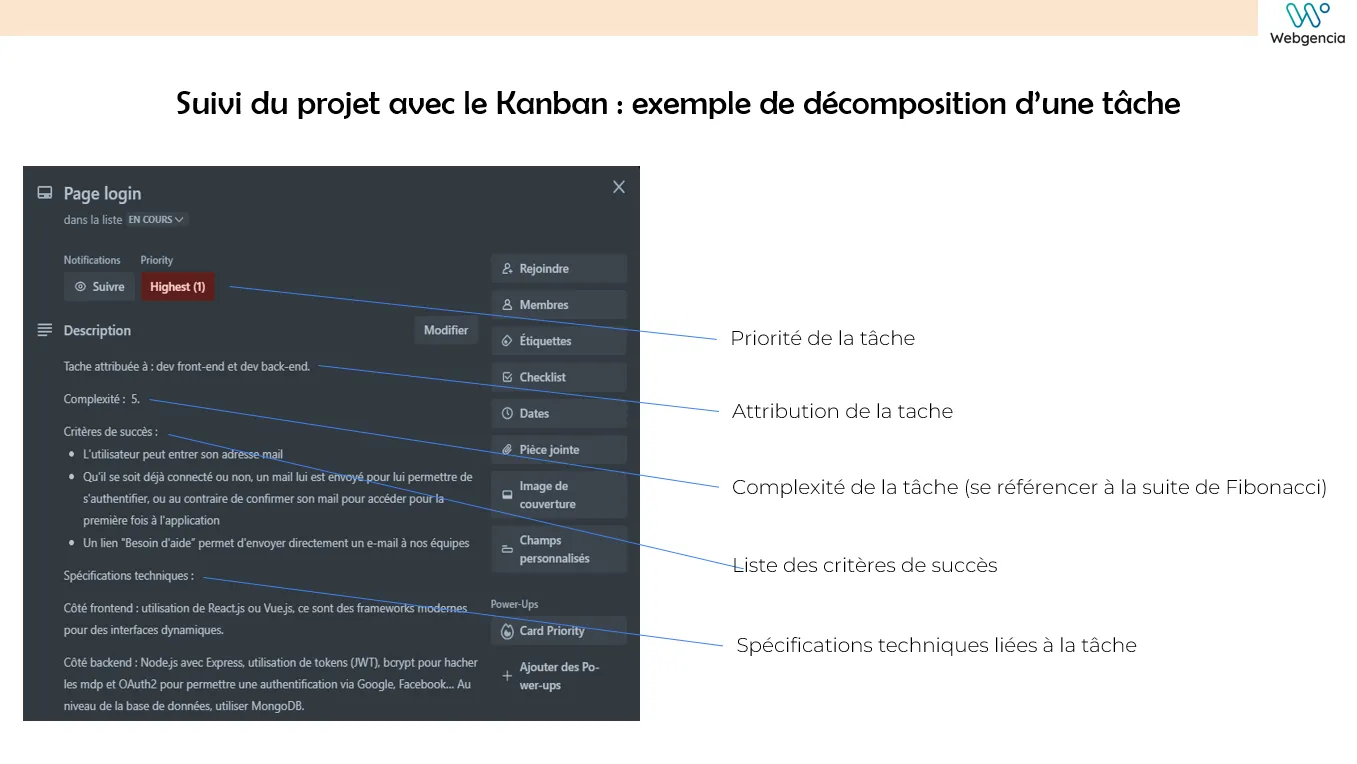 Webgencia
Suivi du projet avec le Kanban : exemple de décomposition d'une tâche
Page login
dans la liste EN COURS
Notifications
Priority
Suivre
Highest (1)
Description
Modifier
Tache attribuée à : dev front-end et dev back-end.
Complexité : 5.
Critères de succès :
• L'utilisateur peut entrer son adresse mail
• Qu'il se soit déjà connecté ou non, un mail lui est envoyé pour lui permettre de
s'authentifier, ou au contraire de confirmer son mail pour accéder pour la
première fois à l'application
• Un lien "Besoin d'aide" permet d'envoyer directement un e-mail à nos équipes
Spécifications techniques :
Côté frontend : utilisation de React.js ou Vue.js, ce sont des frameworks modernes
pour des interfaces dynamiques.
Côté backend : Node.js avec Express, utilisation de tokens (JWT), bcrypt pour hacher
les mdp et OAuth2 pour permettre une authentification via Google, Facebook... Au
niveau de la base de données, utiliser MongoDB.
Rejoindre
Membres
Étiquettes
Checklist
Dates
Pièce jointe
Image de
couverture
Champs
personnalisés
Power-Ups
Card Priority
Ajouter des Po-
wer-ups
Priorité de la tâche
Attribution de la tache
Complexité de la tâche (se référencer à la suite de Fibonacci)
Liste des critères de succès
Spécifications techniques liées à la tâche